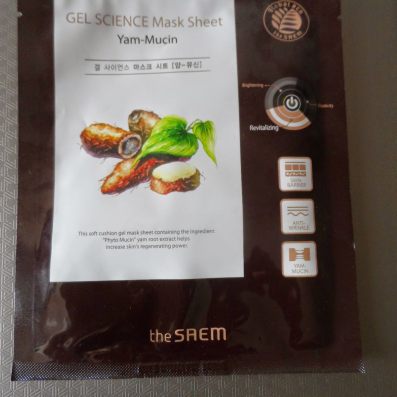 GEL SCIENCE Mask Sheet
Yam-Mucin
겔 사이언스 마스크 시트 [얌-뮤신]
Brightening
Elasticity
Revitalizing
SKIN
BARRIER
ANTI-
WRINKLE
YAM-
MUCIN
This soft cushion gel mask sheet containing the ingredient
"Phyto Mucin" yam root extract helps
increase skin's regenerating power.
the SAEM